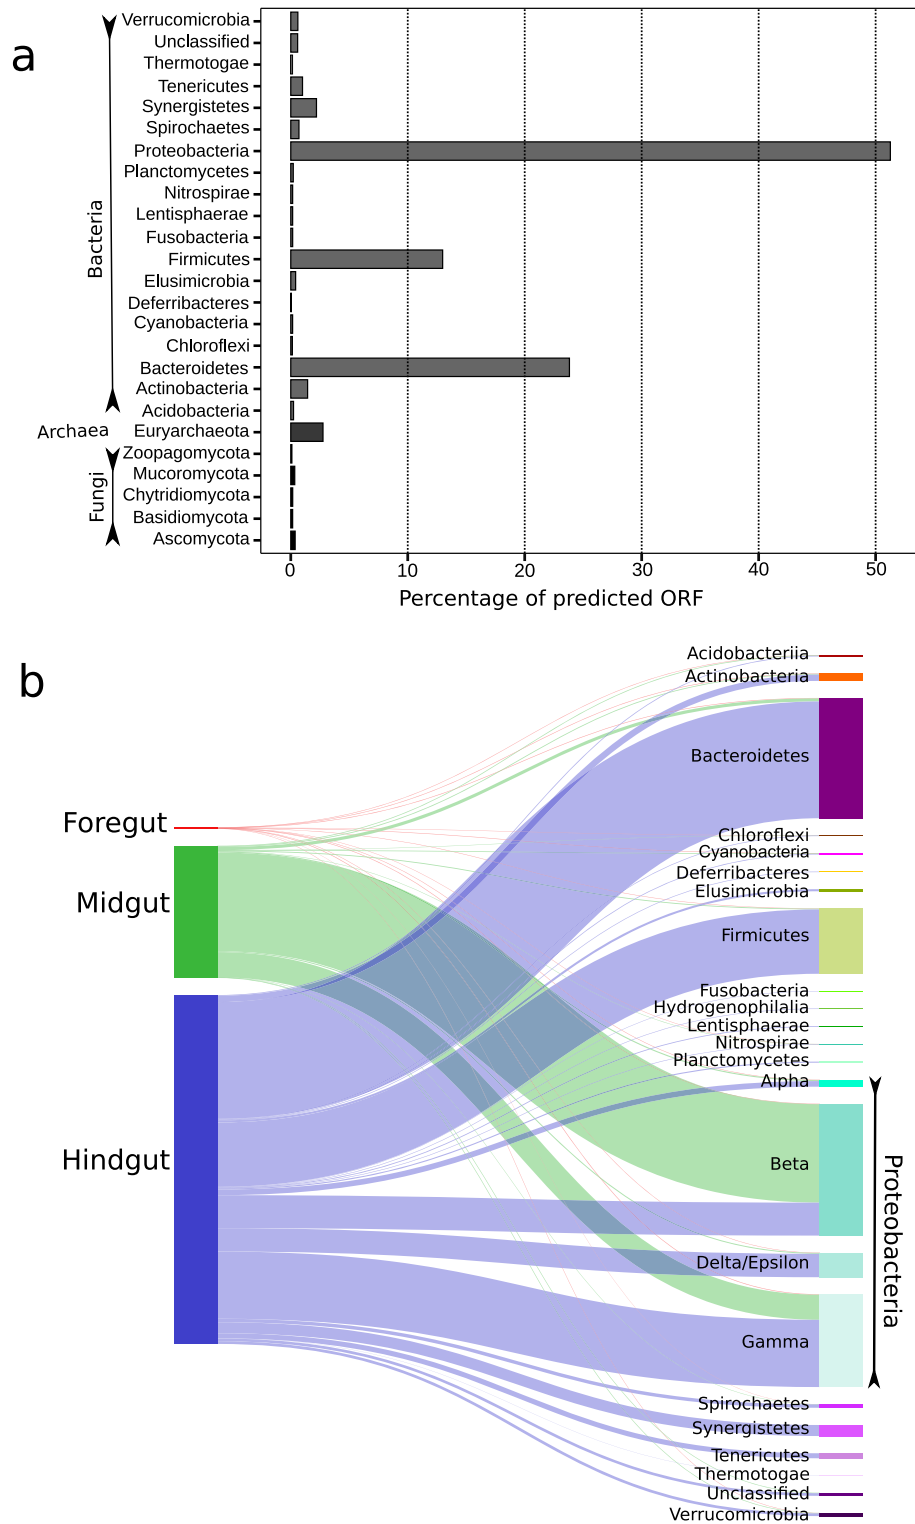 a
Verrucomicrobia
Unclassified
Thermotogae
Tenericutes
Synergistetes
Spirochaetes
Proteobacteria
Planctomycetes
Nitrospirae
Lentisphaerae
Fusobacteria
Firmicutes
Elusimicrobia
Deferribacteres
Cyanobacteria
Chloroflexi
Bacteroidetes
Actinobacteria
Acidobacteria
Euryarchaeota
Zoopagomycota
Mucoromycota
Chytridiomycota
Basidiomycota
Ascomycota
Bacteria
Archaea
Fungi
0 10 20 30 40 50
Percentage of predicted ORF
b
Foregut
Midgut
Hindgut
Acidobacteriia
Actinobacteria
Bacteroidetes
Chloroflexi
Cyanobacteria
Deferribacteres
Elusimicrobia
Firmicutes
Fusobacteria
Hydrogenophilalia
Lentisphaerae
Nitrospirae
Planctomycetes
Alpha
Beta
Delta/Epsilon
Gamma
Proteobacteria
Spirochaetes
Synergistetes
Tenericutes
Thermotogae
Unclassified
Verrucomicrobia